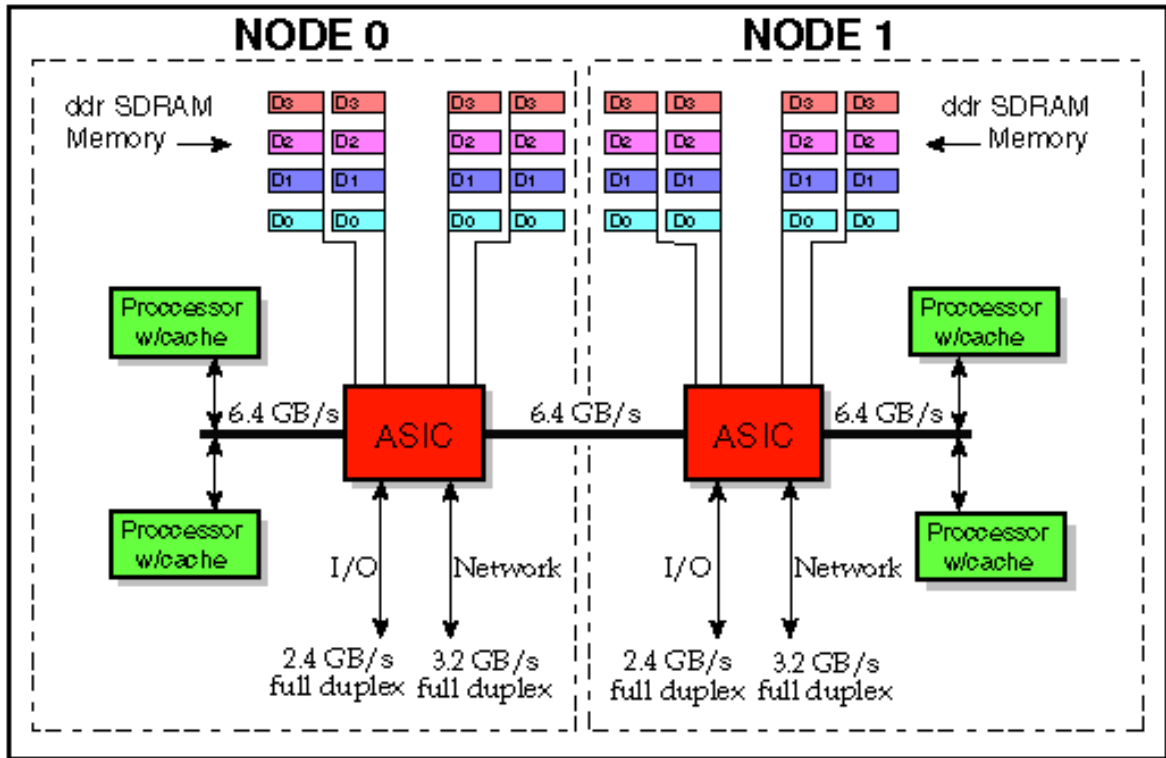 NODE 0 NODE 1
ddr SDRAM
Memory
D3 D3 D3 D3 D3 D3 D3 D3
D2 D2 D2 D2 D2 D2 D2 D2
D1 D1 D1 D1 D1 D1 D1 D1
D0 D0 D0 D0 D0 D0 D0 D0
ddr SDRAM
Memory
Proccessor
w/cache
Proccessor
w/cache
6.4 GB/s 6.4 GB/s 6.4 GB/s
ASIC ASIC
Proccessor
w/cache
Proccessor
w/cache
I/O Network I/O Network
2.4 GB/s 3.2 GB/s 2.4 GB/s 3.2 GB/s
full duplex full duplex full duplex full duplex